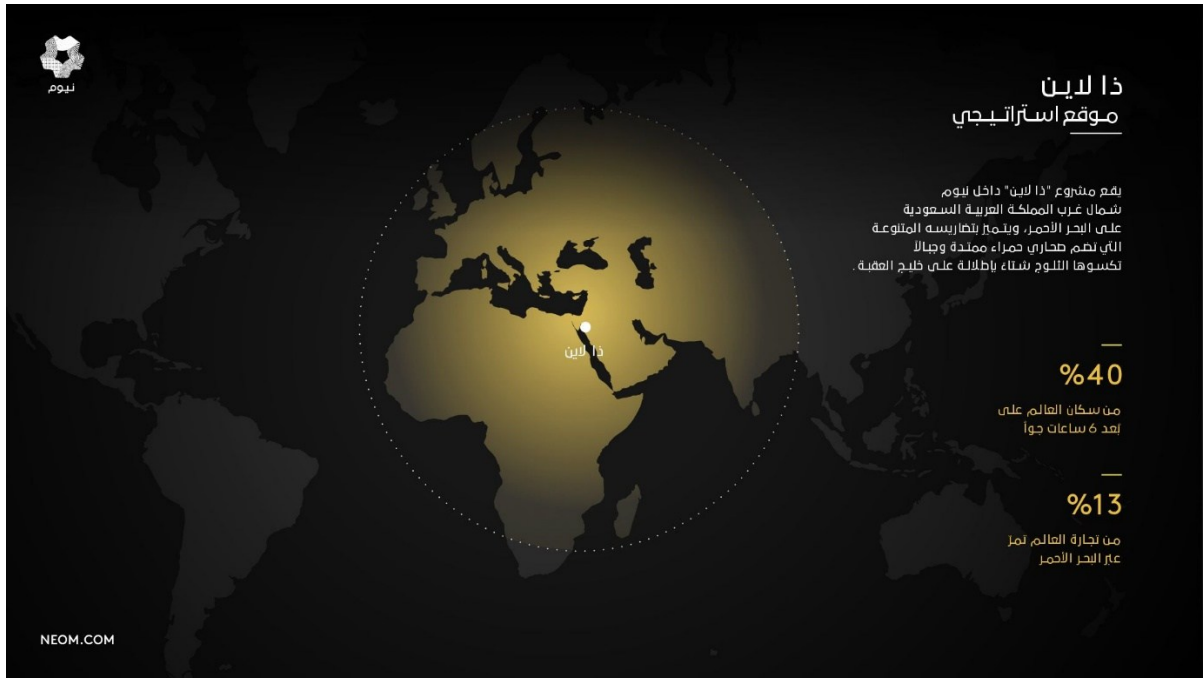 نيوم
ذا لاين
موقع استراتيجي
يقع مشروع "ذا لاين" داخل نيوم
شمال غرب المملكة العربية السعودية
على البحر الأحمر، ويتميز بتضاريسه المتنوعة
التي تضم صحاري حمراء ممتدة وجبالاً
تكسوها الثلوج شتاءً بإطلالة على خليج العقبة.
ذا لاين
%40
من سكان العالم على
بُعد 6 ساعات جواً
%13
من تجارة العالم تمرّ
عبر البحر الأحمر
NEOM.COM